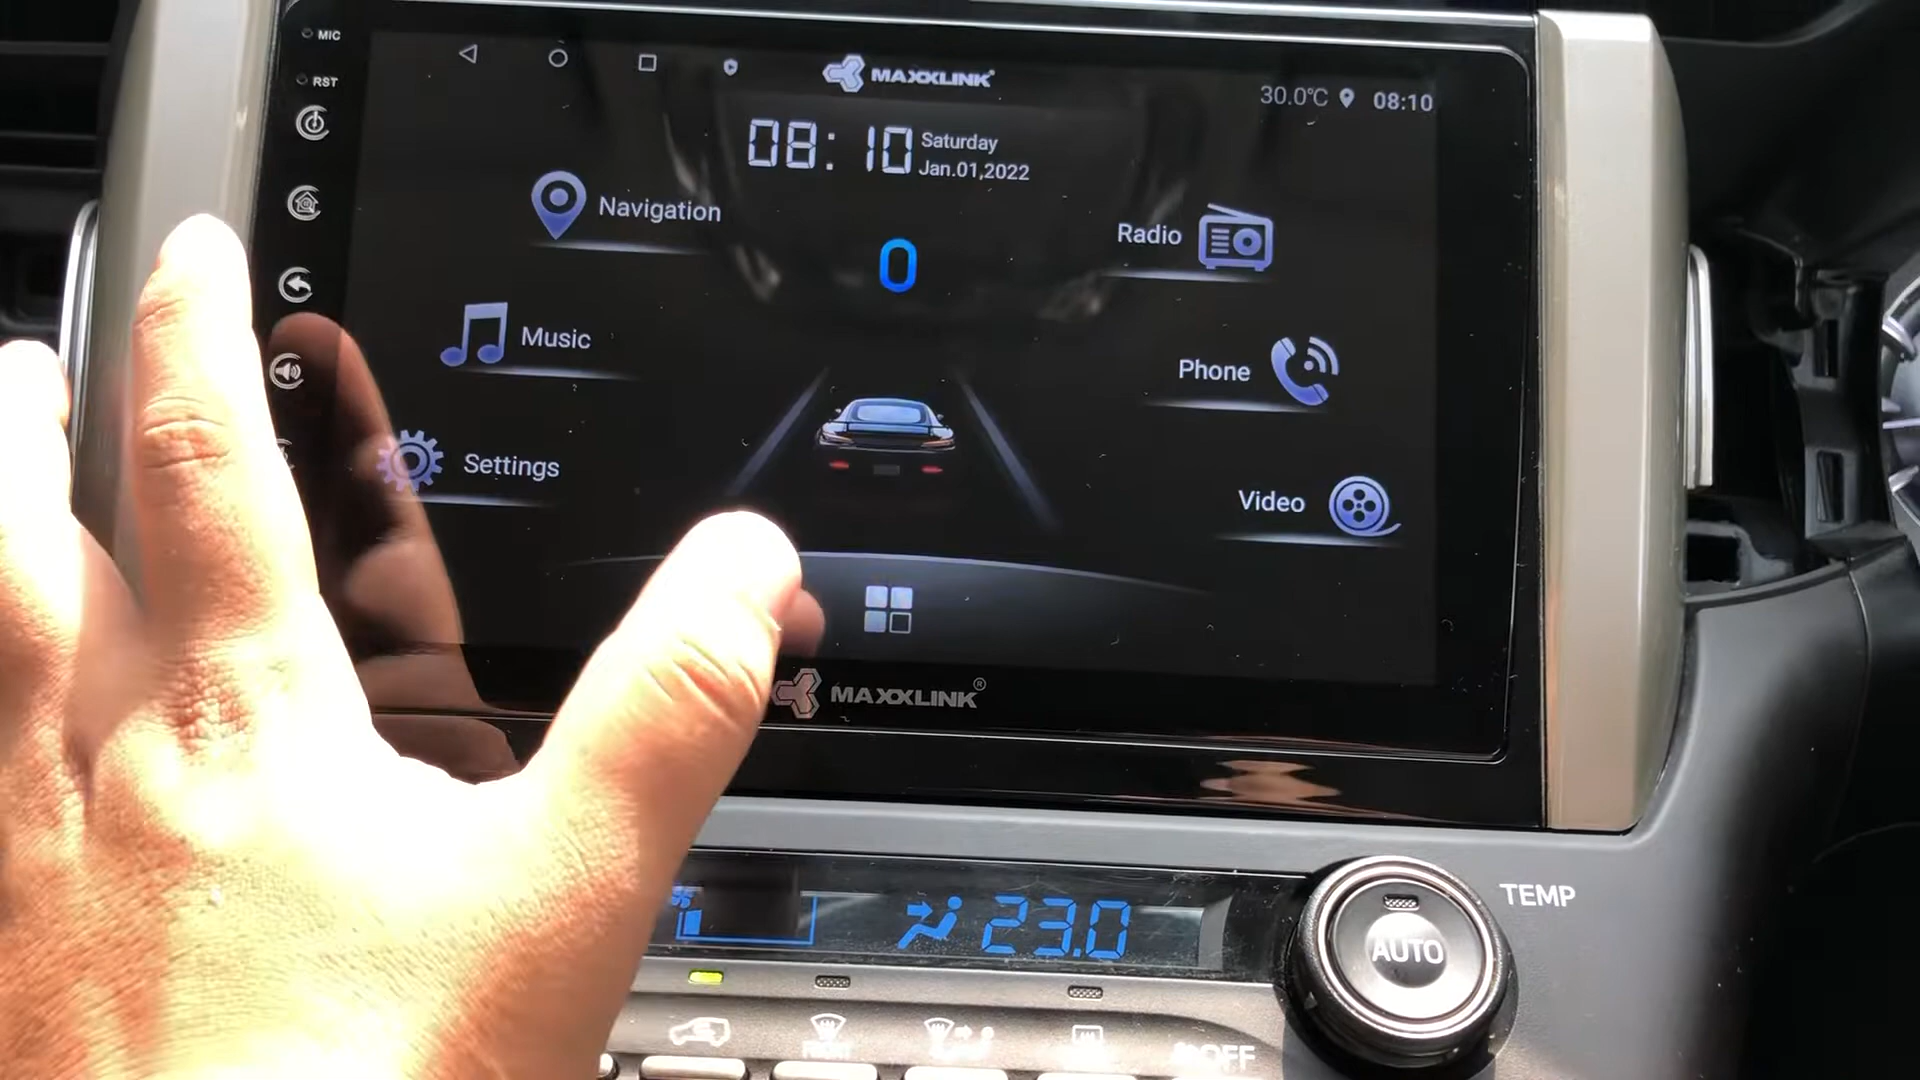 MIC
RST
MAXXLINK®
30.0℃ 08:10
08:10
Saturday
Jan.01,2022
Navigation
Radio
0
Music
Phone
Settings
Video
MAXXLINK®
23.0
TEMP
AUTO
OFF